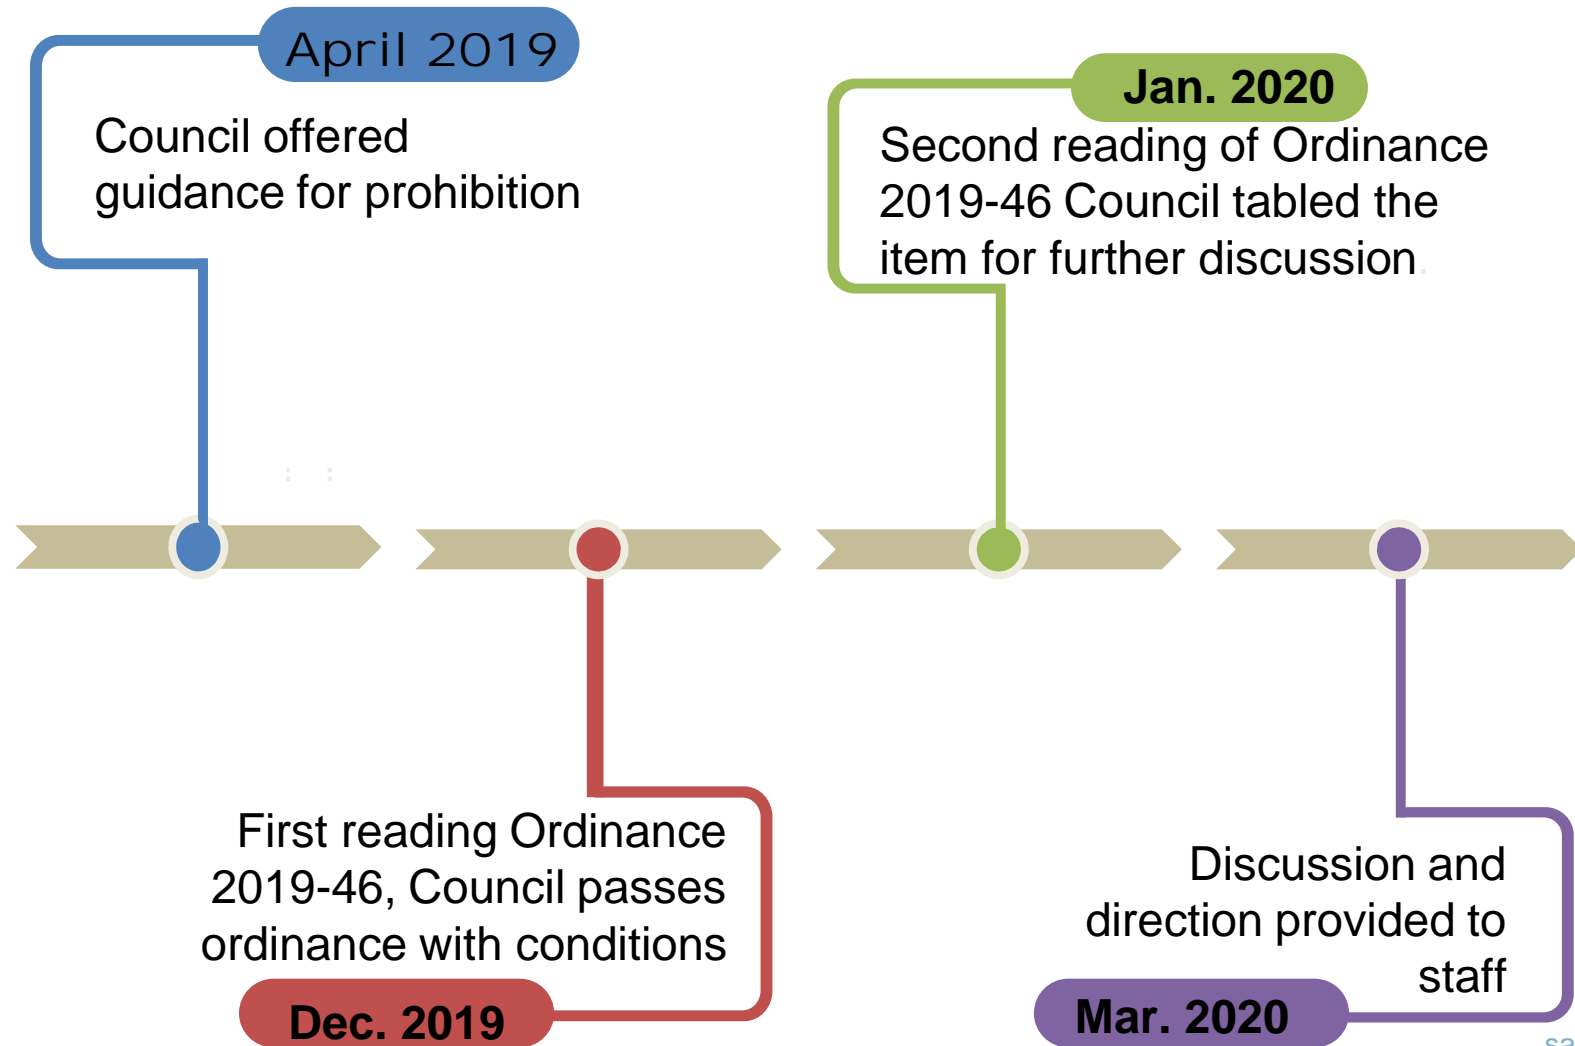 April 2019
Council offered
guidance for prohibition
Jan. 2020
Second reading of Ordinance
2019-46 Council tabled the
item for further discussion.
First reading Ordinance
2019-46, Council passes
ordinance with conditions
Dec. 2019
Discussion and
direction provided to
staff
Mar. 2020